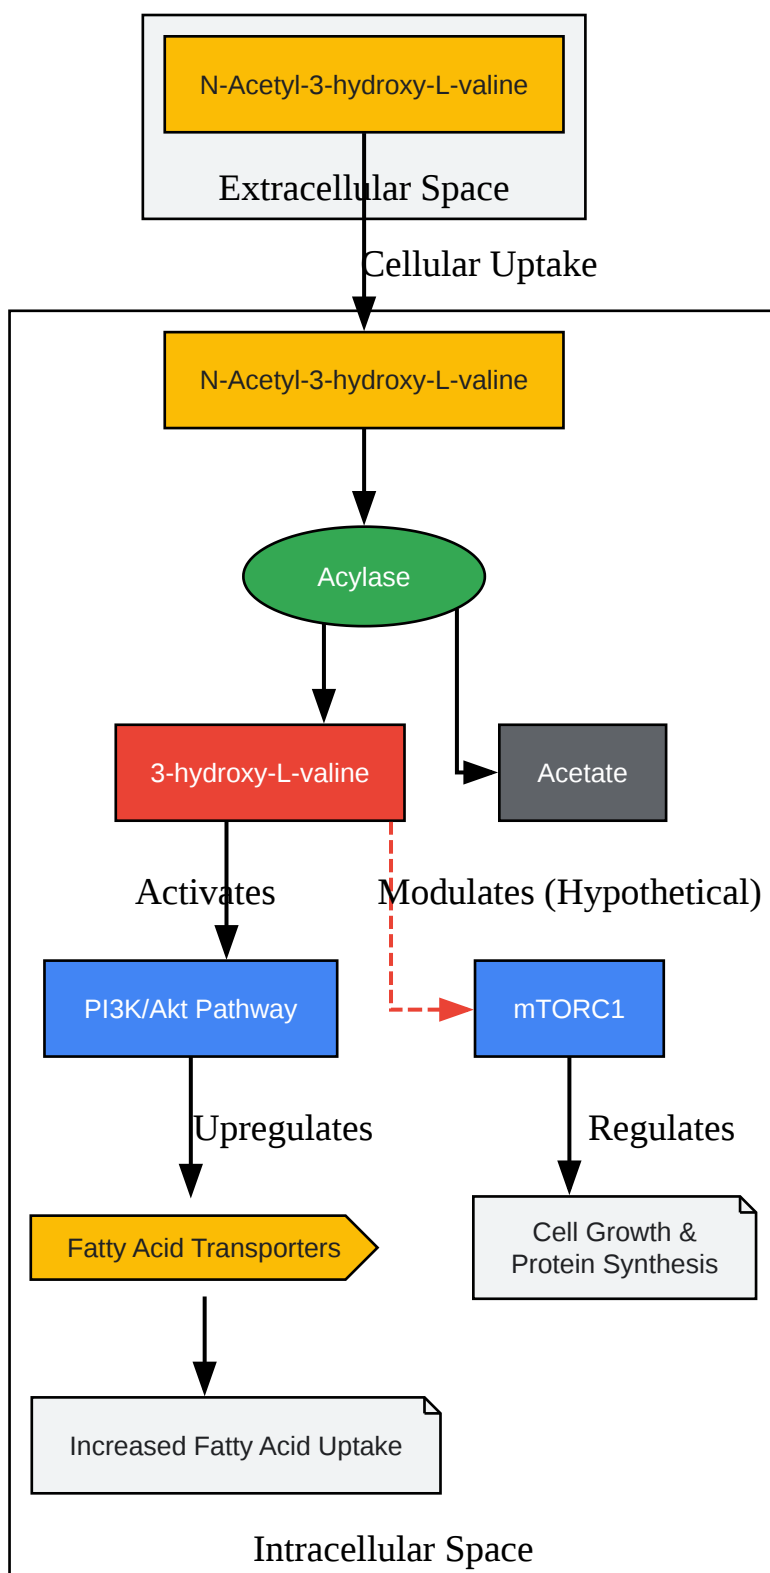 N-Acetyl-3-hydroxy-L-valine
Extracellular Space
Cellular Uptake
N-Acetyl-3-hydroxy-L-valine
Acylase
3-hydroxy-L-valine
Acetate
Activates
Modulates (Hypothetical)
PI3K/Akt Pathway
mTORC1
Upregulates
Regulates
Fatty Acid Transporters
Cell Growth &
Protein Synthesis
Increased Fatty Acid Uptake
Intracellular Space